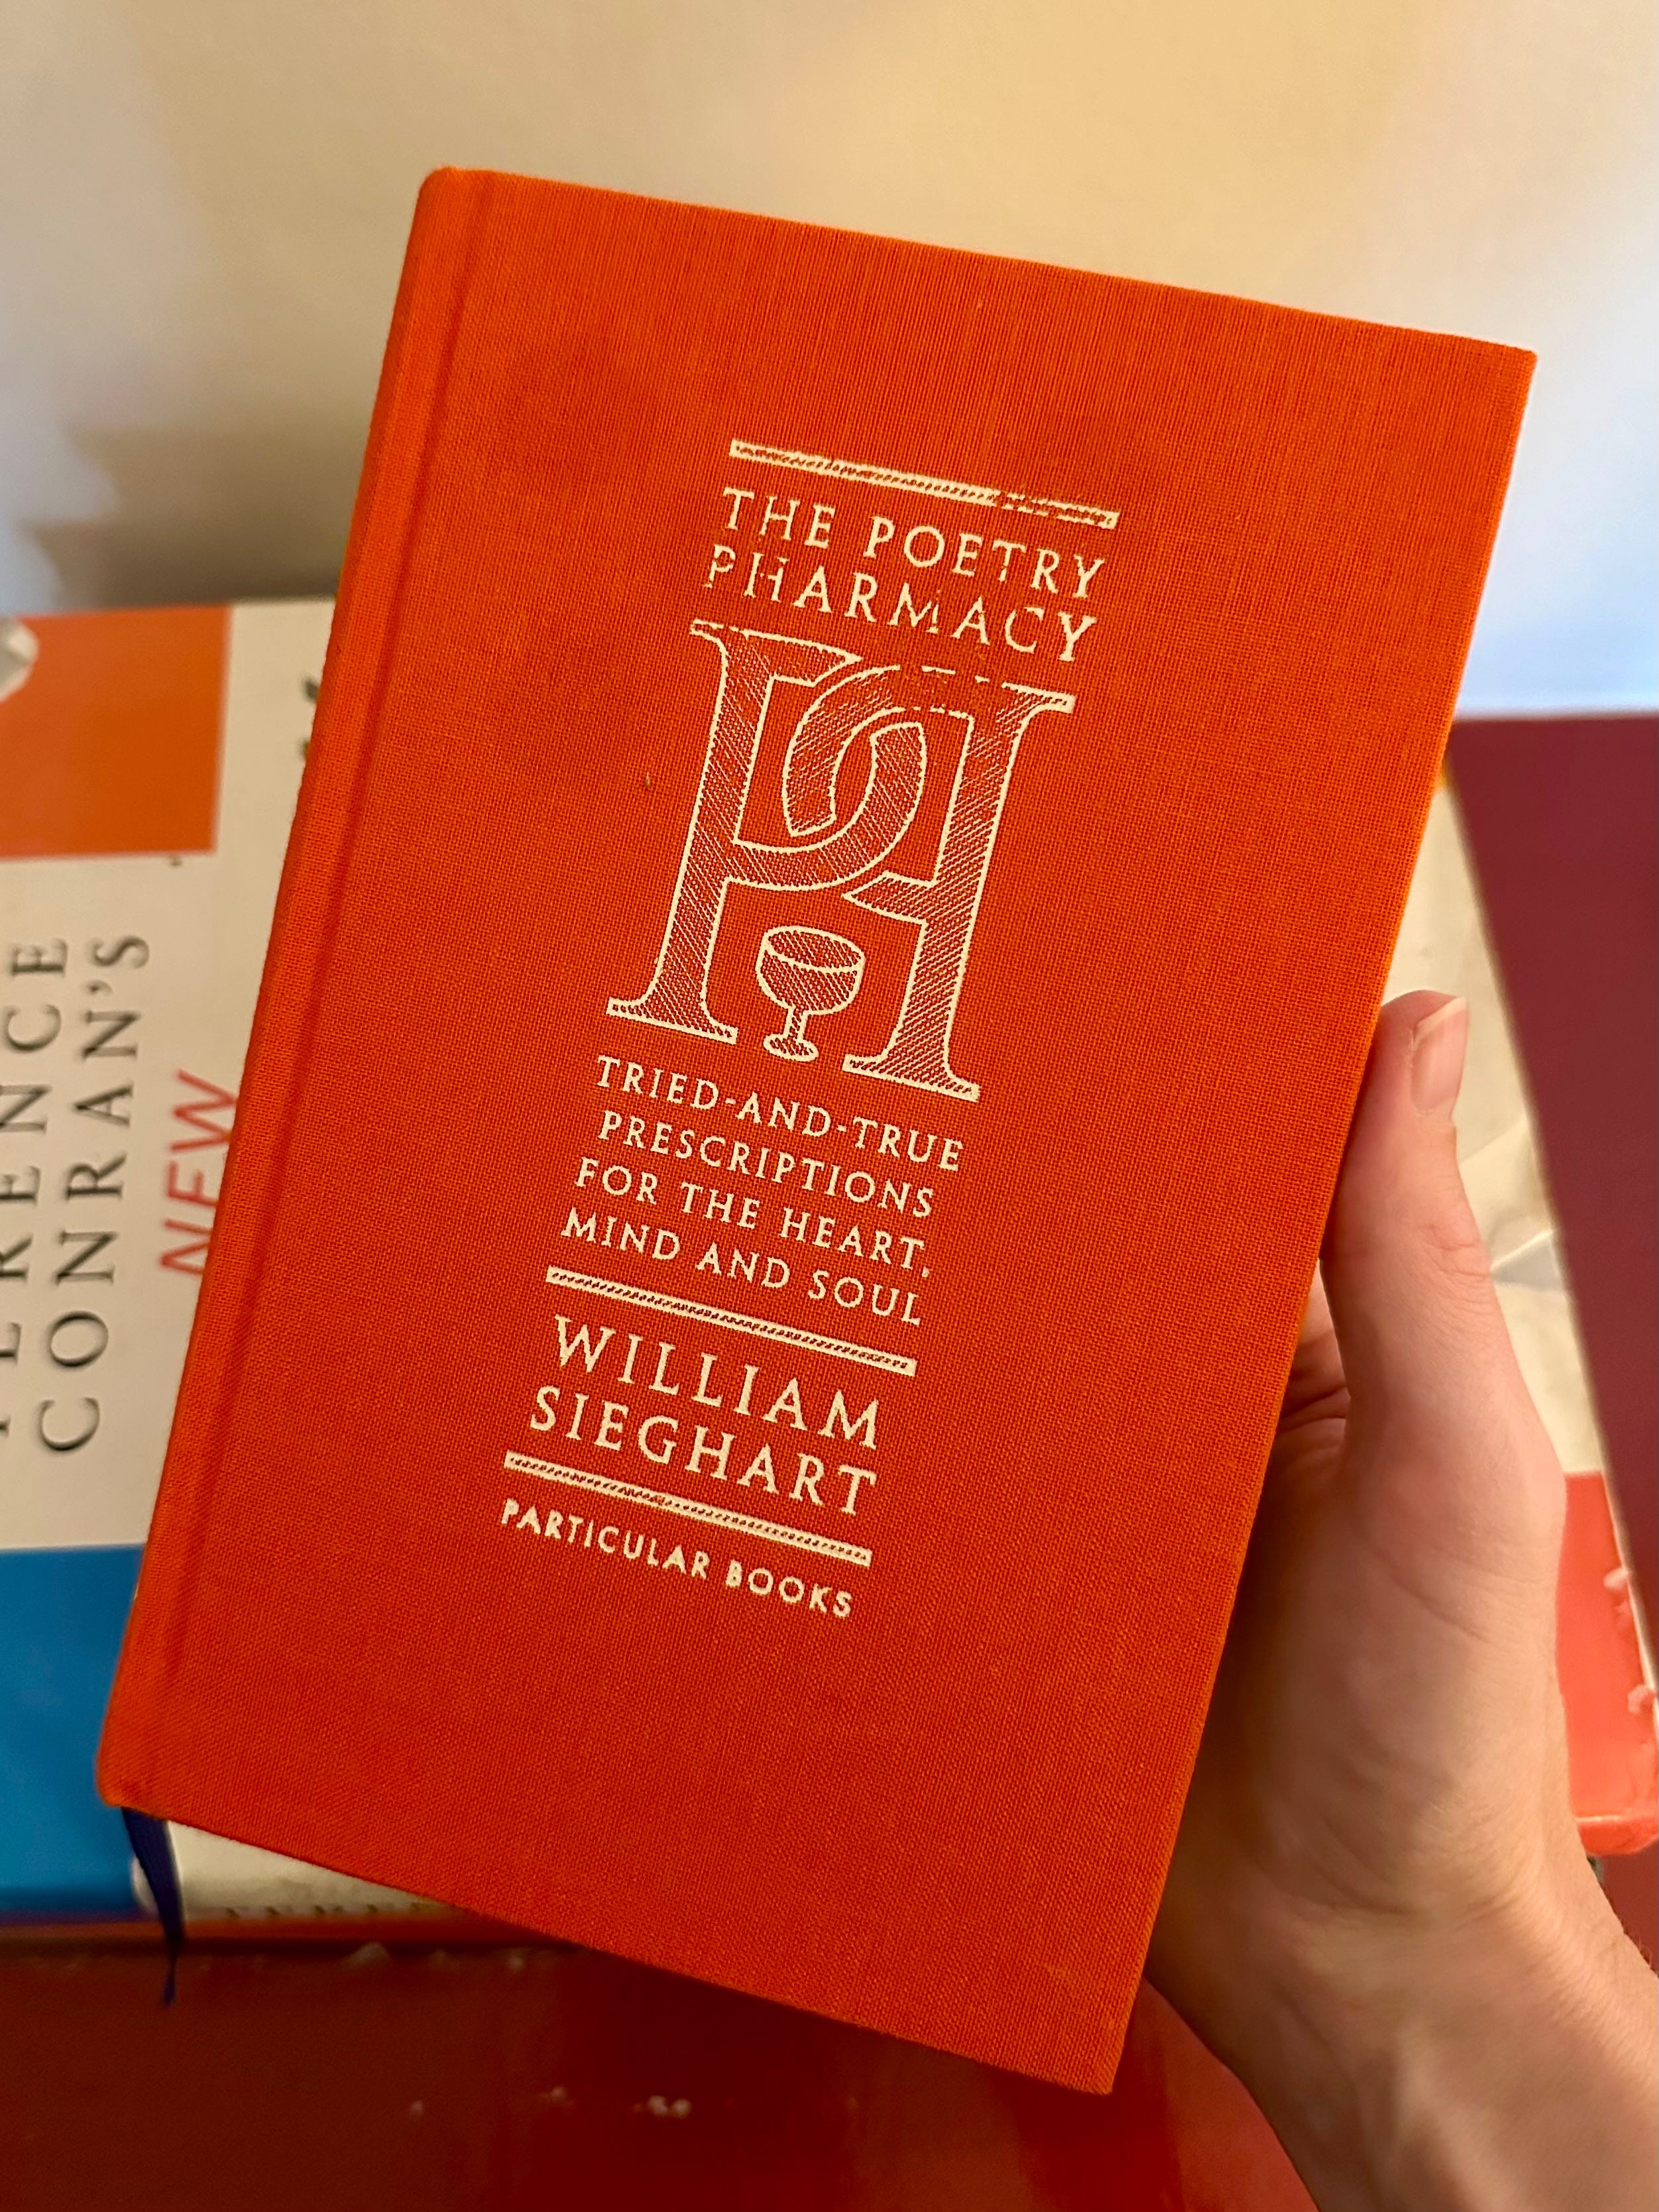 THE POETRY
PHARMACY
PH
TRIED-AND-TRUE
PRESCRIPTIONS
FOR THE HEART,
MIND AND SOUL
WILLIAM
SIEGHART
PARTICULAR BOOKS
CONRAN'S
NEW